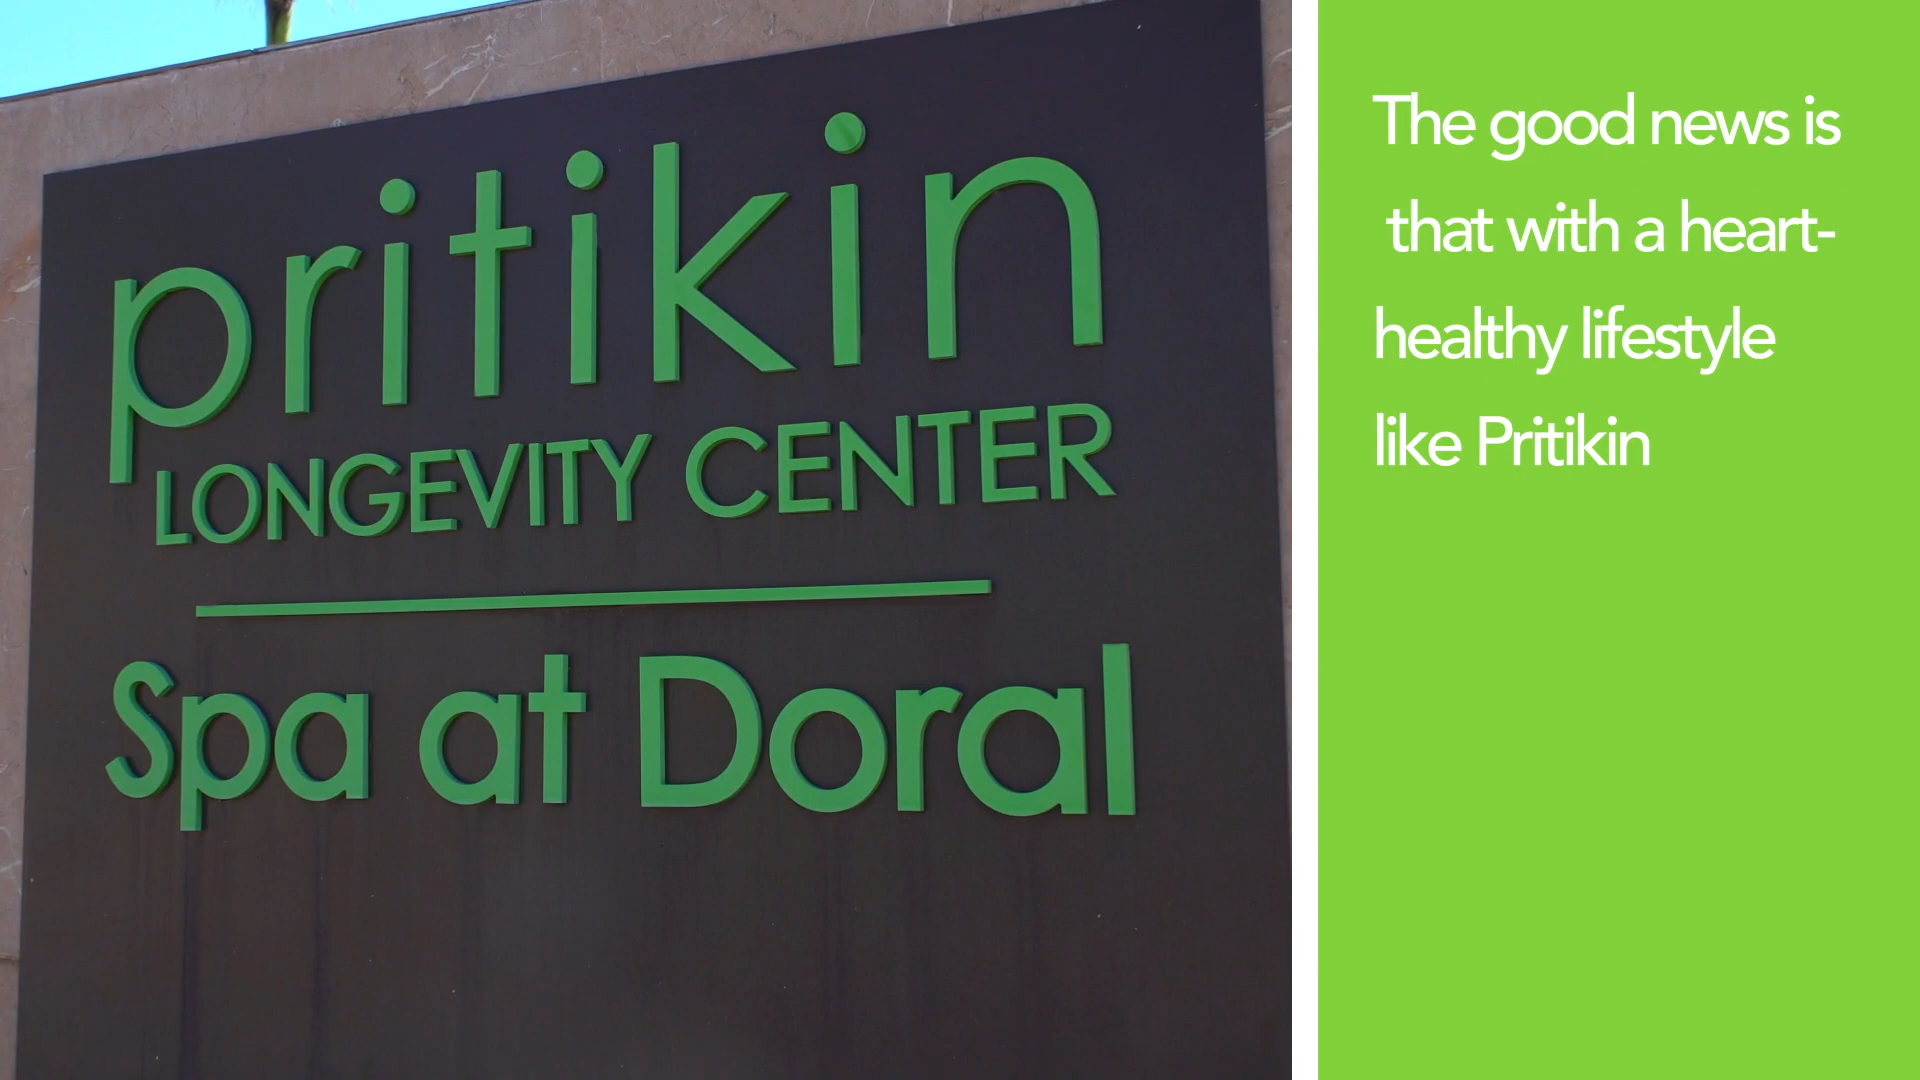 pritikin
LONGEVITY CENTER
Spa at Doral
The good news is
that with a heart-
healthy lifestyle
like Pritikin